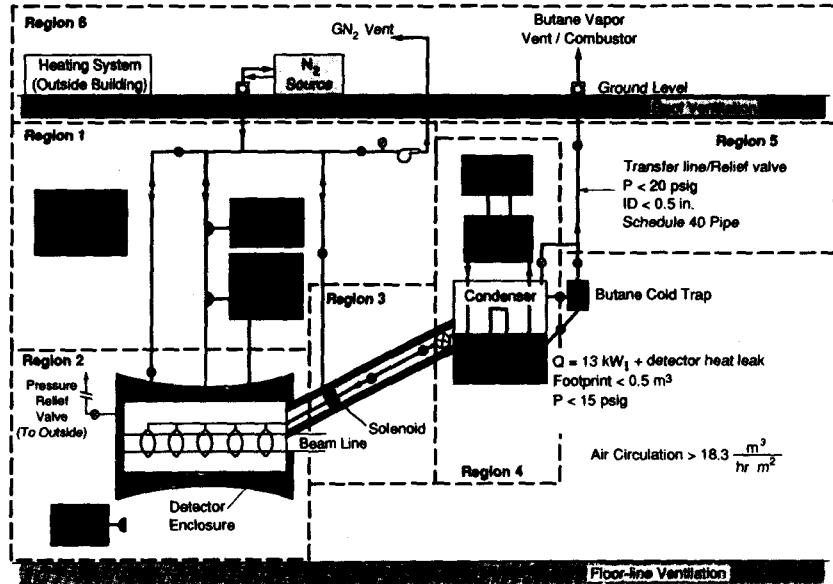 Region 6
GN2 Vent
Butane Vapor
Vent / Combustor
Heating System
(Outside Building)
N2
Source
Ground Level
Roof Ventilation
Region 1
Region 5
Transfer line/Relief valve
P < 20 psig
ID < 0.5 in.
Schedule 40 Pipe
Region 3
Condenser
Butane Cold Trap
Region 2
Pressure
Relief
Valve
(To Outside)
Q = 13 kW1 + detector heat leak
Footprint < 0.5 m3
P < 15 psig
Solenoid
Beam Line
Region 4
Air Circulation > 18.3 m3 / hr m2
Detector
Enclosure
Floor-line Ventilation